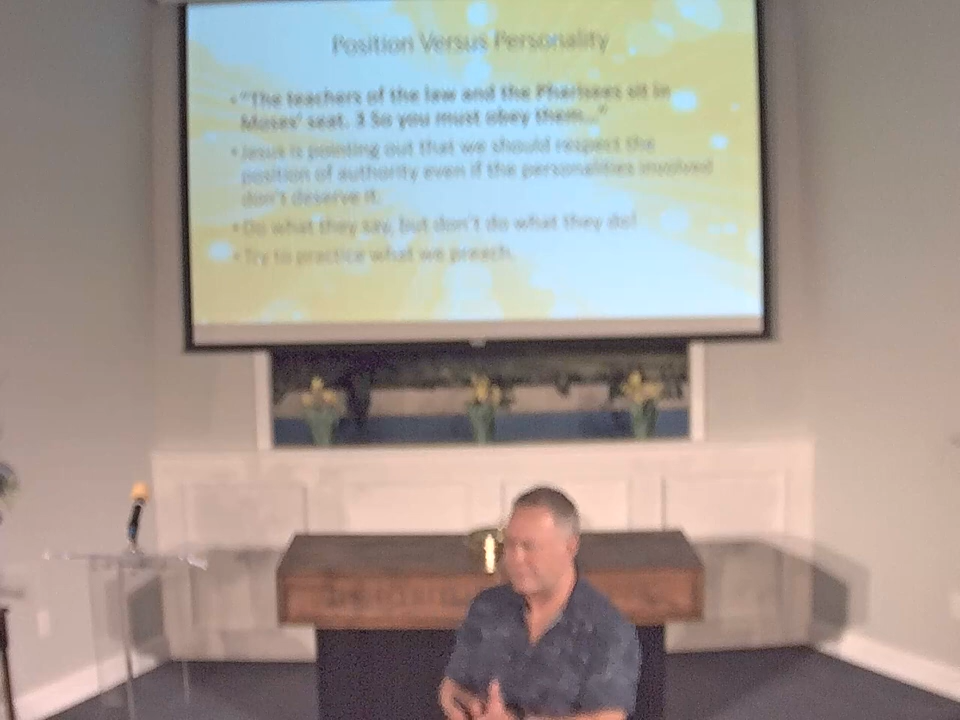 Position Versus Personality
• "The teachers of the law and the Pharisees sit in
Moses' seat. 3 So you must obey them..."
• Jesus is pointing out that we should respect the
position of authority even if the personalities involved
don't deserve it.
• Do what they say, but don't do what they do!
• Try to practice what we preach.